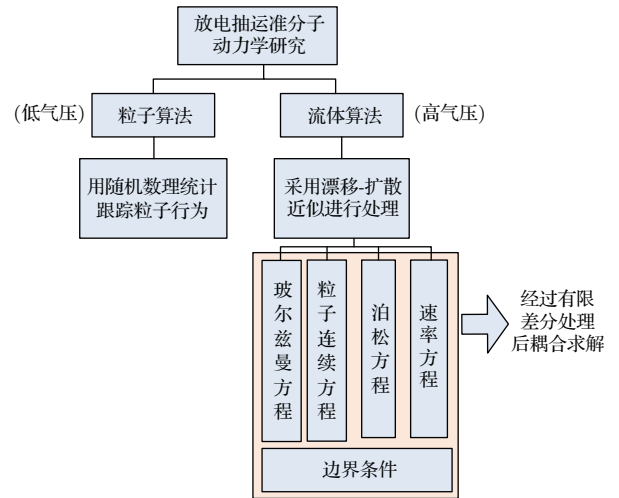 放电抽运准分子
动力学研究
(低气压)
粒子算法
流体算法
(高气压)
用随机数理统计
跟踪粒子行为
采用漂移-扩散
近似进行处理
玻尔兹曼方程
粒子连续方程
泊松方程
速率方程
经过有限
差分处理
后耦合求解
边界条件